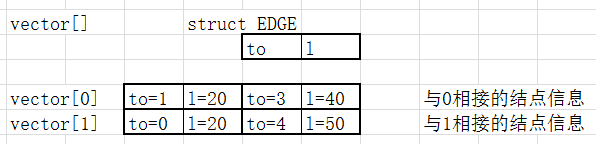 vector[] struct EDGE
to l
vector[0] to=1 l=20 to=3 l=40 与0相接的结点信息
vector[1] to=0 l=20 to=4 l=50 与1相接的结点信息